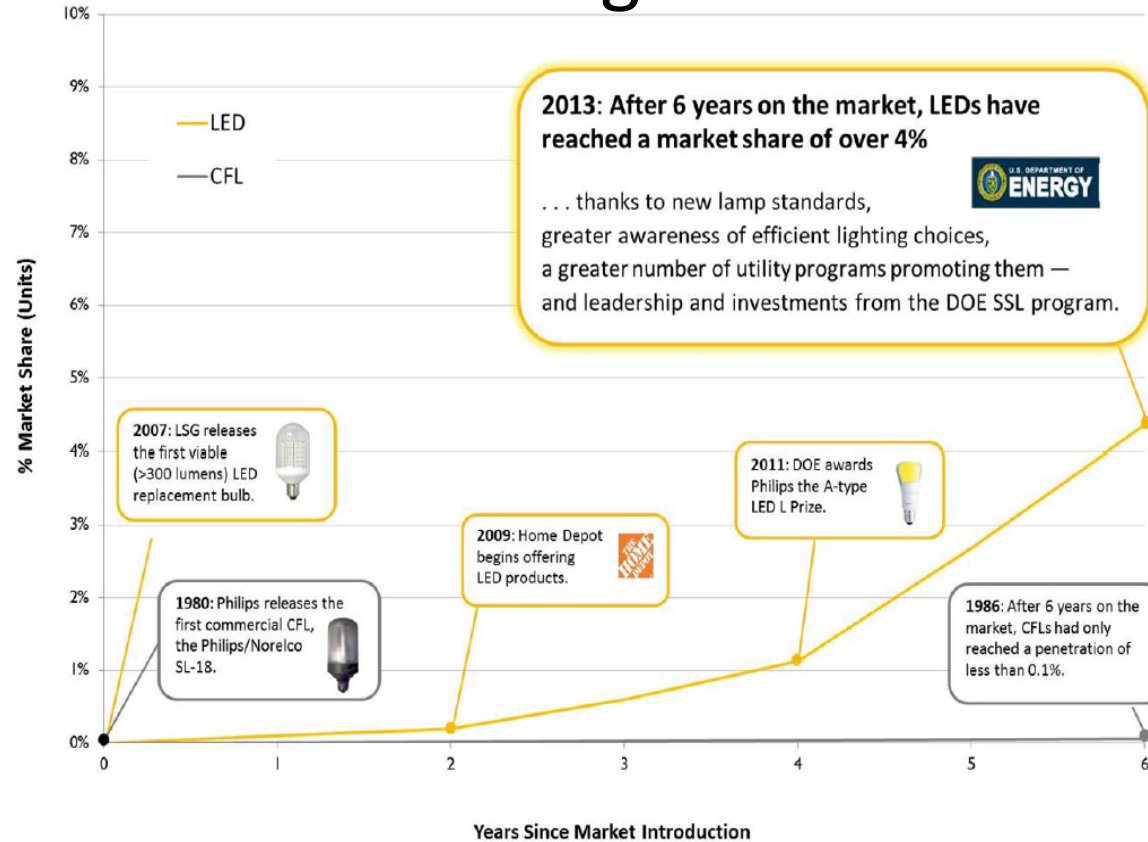 10%
9%
8%
7%
6%
5%
4%
3%
2%
1%
0%
% Market Share (Units)
LED
CFL
2013: After 6 years on the market, LEDs have
reached a market share of over 4%
U.S. DEPARTMENT OF
ENERGY
. . . thanks to new lamp standards,
greater awareness of efficient lighting choices,
a greater number of utility programs promoting them —
and leadership and investments from the DOE SSL program.
2007: LSG releases
the first viable
(>300 lumens) LED
replacement bulb.
1980: Philips releases the
first commercial CFL,
the Philips/Norelco
SL-18.
2009: Home Depot
begins offering
LED products.
THE
HOME
DEPOT
2011: DOE awards
Philips the A-type
LED L Prize.
1986: After 6 years on the
market, CFLs had only
reached a penetration of
less than 0.1%.
0 1 2 3 4 5 6
Years Since Market Introduction